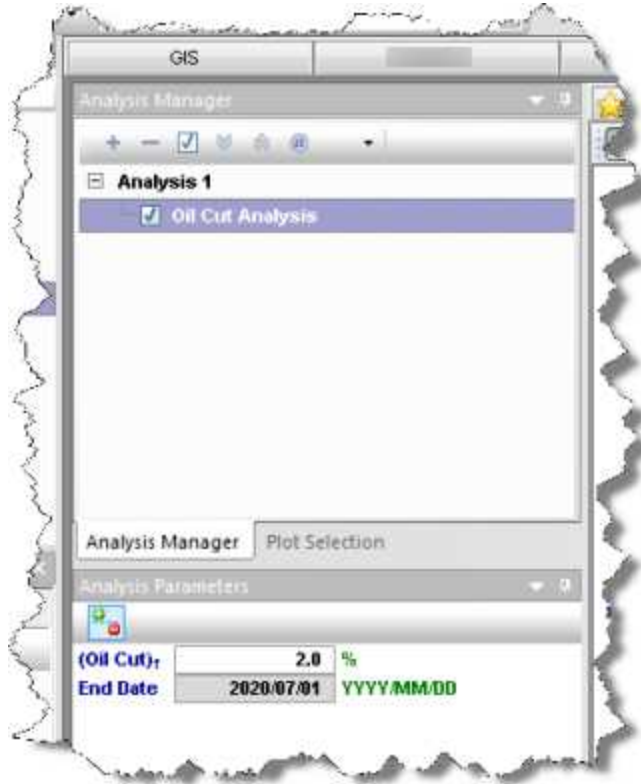 GIS
Analysis Manager
Analysis 1
Oil Cut Analysis
Analysis Manager Plot Selection
Analysis Parameters
(Oil Cut)f 2.0 %
End Date 2020/07/01 YYYY/MM/DD